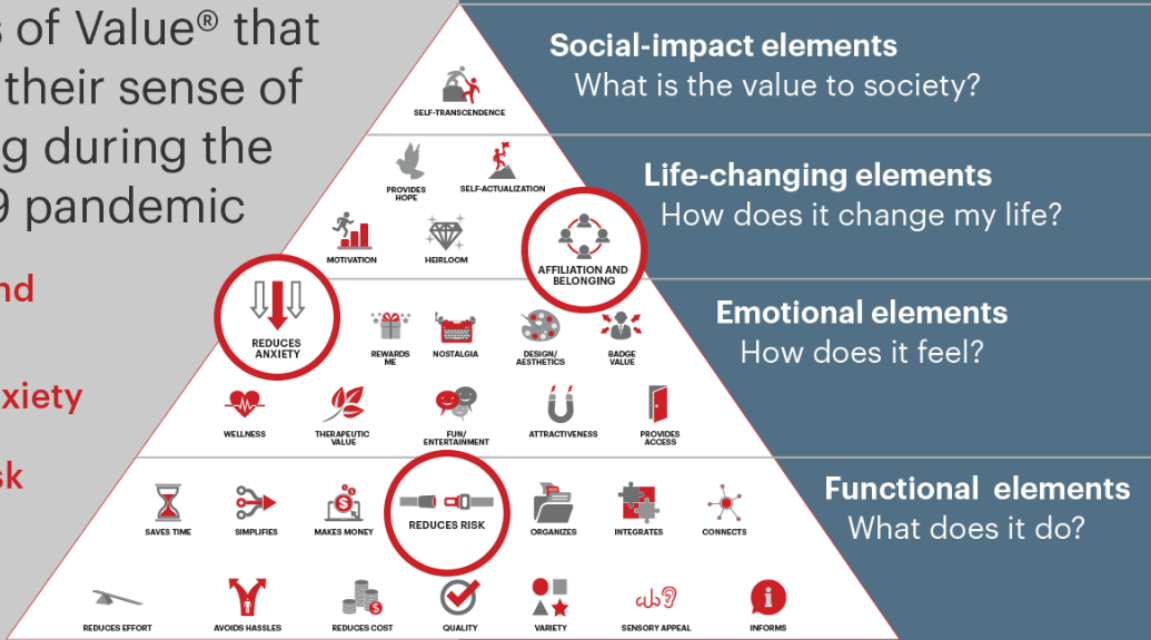 s of Value® that
their sense of
g during the
9 pandemic
nd
xiety
sk
Social-impact elements
What is the value to society?
SELF-TRANSCENDENCE
Life-changing elements
How does it change my life?
PROVIDES
HOPE
SELF-ACTUALIZATION
MOTIVATION
HEIRLOOM
AFFILIATION AND
BELONGING
Emotional elements
How does it feel?
REDUCES
ANXIETY
REWARDS
ME
NOSTALGIA
DESIGN/
AESTHETICS
BADGE
VALUE
WELLNESS
THERAPEUTIC
VALUE
FUN/
ENTERTAINMENT
ATTRACTIVENESS
PROVIDES
ACCESS
Functional elements
What does it do?
SAVES TIME
SIMPLIFIES
$
MAKES MONEY
REDUCES RISK
ORGANIZES
INTEGRATES
CONNECTS
REDUCES EFFORT
AVOIDS HASSLES
$
REDUCES COST
QUALITY
VARIETY
SENSORY APPEAL
i
INFORMS